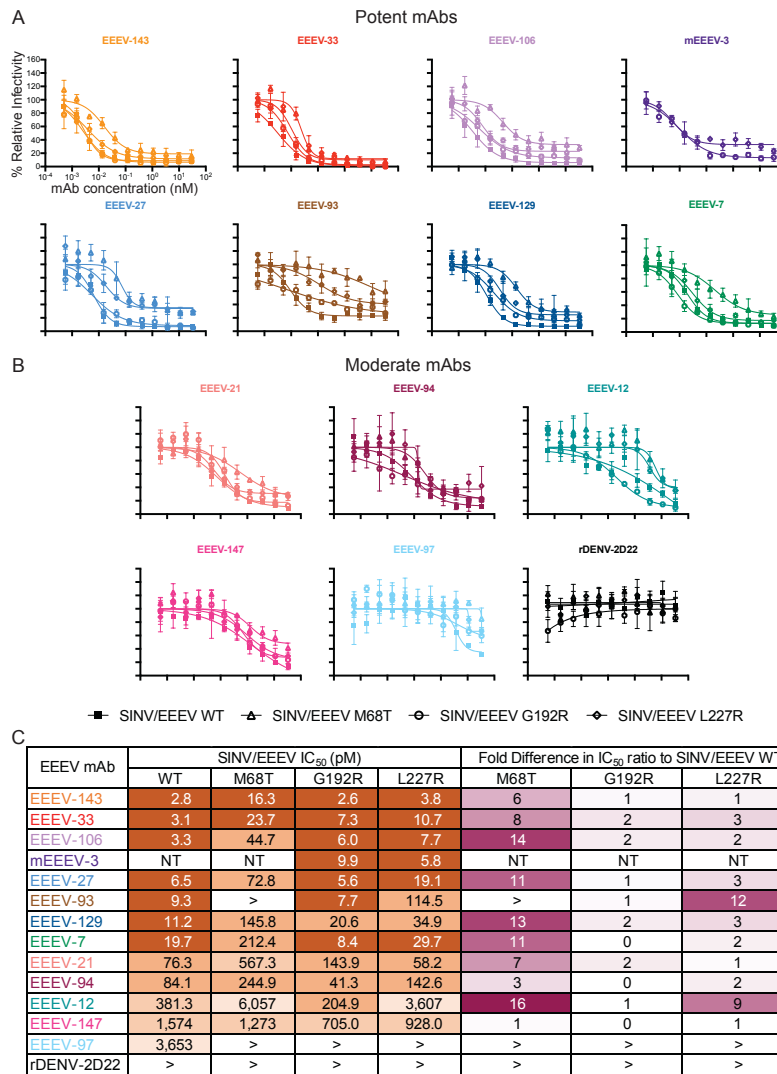 A
Potent mAbs
EEEV-143
EEEV-33
EEEV-106
mEEEV-3
% Relative Infectivity
160
140
120
100
80
60
40
20
0
10-4 10-3 10-2 10-1 100 101 102
mAb concentration (nM)
EEEV-27
EEEV-93
EEEV-129
EEEV-7
B
Moderate mAbs
EEEV-21
EEEV-94
EEEV-12
EEEV-147
EEEV-97
rDENV-2D22
SINV/EEEV WT SINV/EEEV M68T SINV/EEEV G192R SINV/EEEV L227R
C
EEEV mAb SINV/EEEV IC50 (pM) Fold Difference in IC50 ratio to SINV/EEEV WT
WT M68T G192R L227R M68T G192R L227R
EEEV-143 2.8 16.3 2.6 3.8 6 1 1
EEEV-33 3.1 23.7 7.3 10.7 8 2 3
EEEV-106 3.3 44.7 6.0 7.7 14 2 2
mEEEV-3 NT NT 9.9 5.8 NT NT NT
EEEV-27 6.5 72.8 5.6 19.1 11 1 3
EEEV-93 9.3 > 7.7 114.5 > 1 12
EEEV-129 11.2 145.8 20.6 34.9 13 2 3
EEEV-7 19.7 212.4 8.4 29.7 11 0 2
EEEV-21 76.3 567.3 143.9 58.2 7 2 1
EEEV-94 84.1 244.9 41.3 142.6 3 0 2
EEEV-12 381.3 6,057 204.9 3,607 16 1 9
EEEV-147 1,574 1,273 705.0 928.0 1 0 1
EEEV-97 3,653 > > > > > >
rDENV-2D22 > > > > > > >